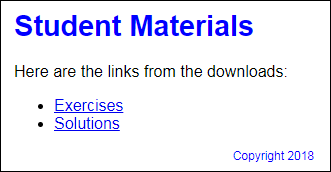 Student Materials
Here are the links from the downloads:
• Exercises
• Solutions
Copyright 2018